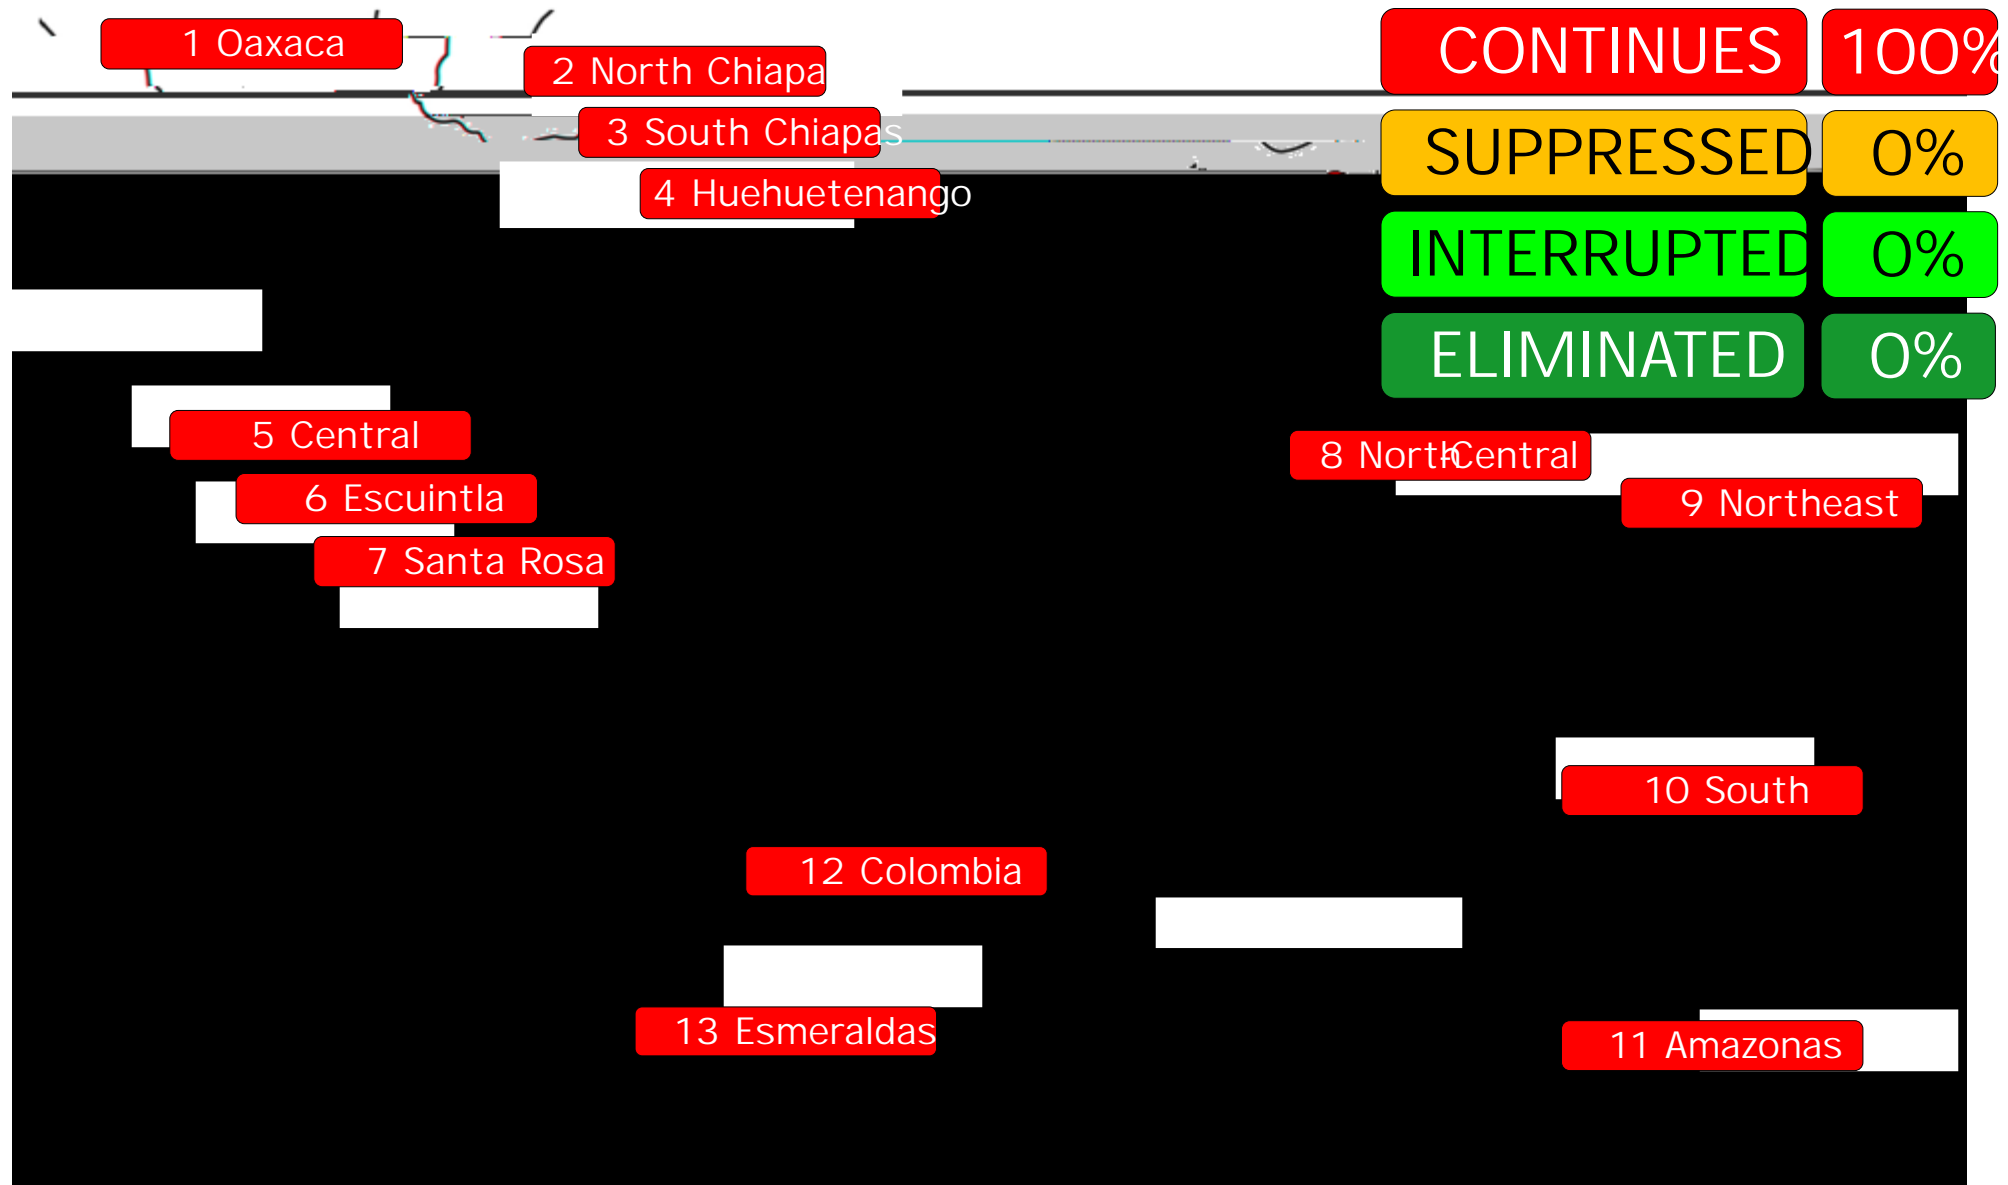 1 Oaxaca
2 North Chiapa
3 South Chiapas
4 Huehuetenango
CONTINUES 100%
SUPPRESSED 0%
INTERRUPTED 0%
ELIMINATED 0%
5 Central
6 Escuintla
7 Santa Rosa
8 North-Central
9 Northeast
10 South
12 Colombia
13 Esmeraldas
11 Amazonas